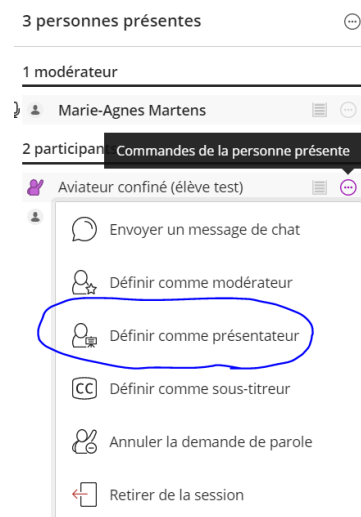 3 personnes présentes
1 modérateur
Marie-Agnes Martens
2 participant
Commandes de la personne présente
Aviateur confiné (élève test)
Envoyer un message de chat
Définir comme modérateur
Définir comme présentateur
CC Définir comme sous-titreur
Annuler la demande de parole
Retirer de la session